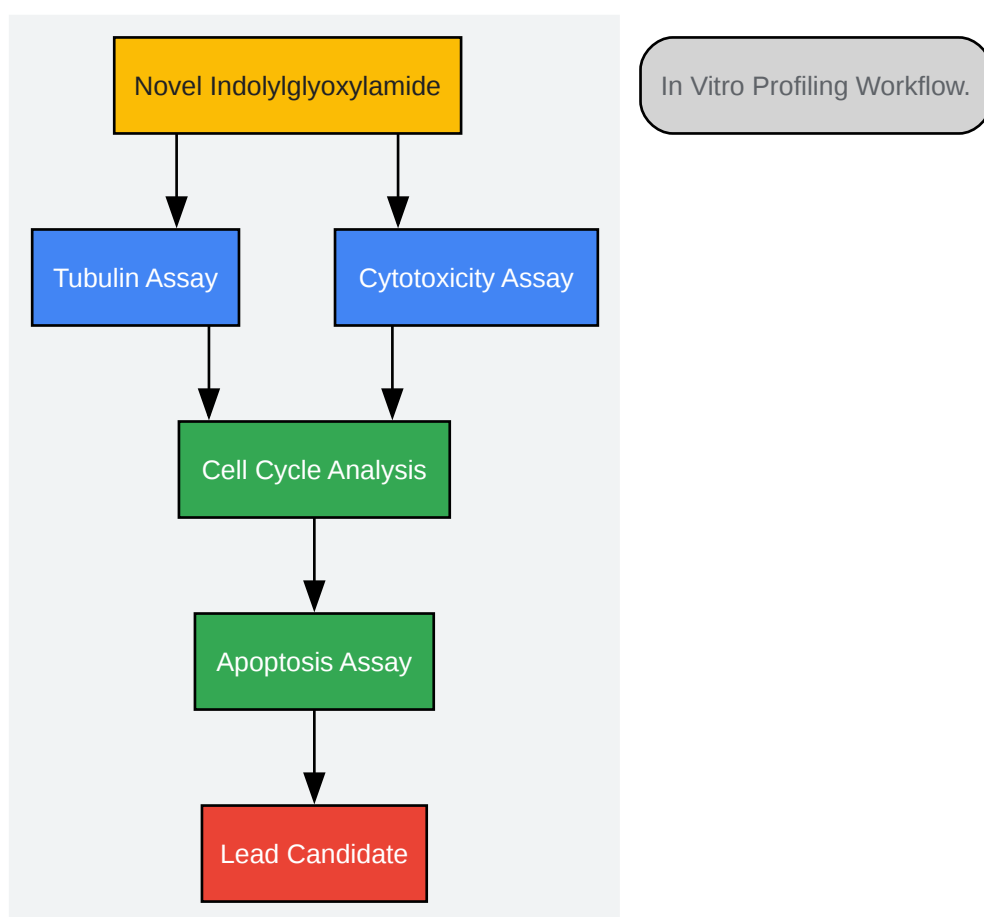 Novel Indolylglyoxylamide
In Vitro Profiling Workflow.
Tubulin Assay
Cytotoxicity Assay
Cell Cycle Analysis
Apoptosis Assay
Lead Candidate